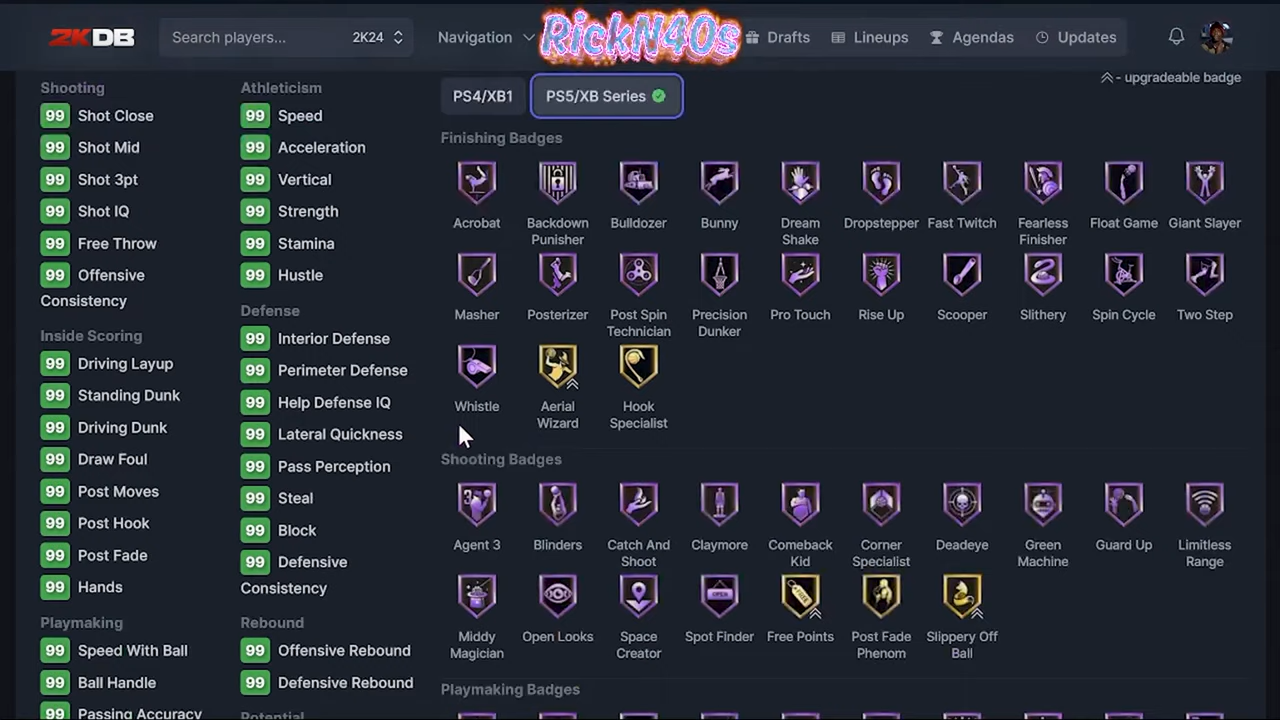 2KDB
Search players...
2K24
Navigation
RickN40s
Drafts
Lineups
Agendas
Updates
Shooting
99 Shot Close
99 Shot Mid
99 Shot 3pt
99 Shot IQ
99 Free Throw
99 Offensive
Consistency
Inside Scoring
99 Driving Layup
99 Standing Dunk
99 Driving Dunk
99 Draw Foul
99 Post Moves
99 Post Hook
99 Post Fade
99 Hands
Playmaking
99 Speed With Ball
99 Ball Handle
99 Passing Accuracy
Athleticism
99 Speed
99 Acceleration
99 Vertical
99 Strength
99 Stamina
99 Hustle
Defense
99 Interior Defense
99 Perimeter Defense
99 Help Defense IQ
99 Lateral Quickness
99 Pass Perception
99 Steal
99 Block
99 Defensive
Consistency
Rebound
99 Offensive Rebound
99 Defensive Rebound
Potential
PS4/XB1
PS5/XB Series
- upgradeable badge
Finishing Badges
Acrobat
Backdown
Punisher
Bulldozer
Bunny
Dream
Shake
Dropstepper
Fast Twitch
Fearless
Finisher
Float Game
Giant Slayer
Masher
Posterizer
Post Spin
Technician
Precision
Dunker
Pro Touch
Rise Up
Scooper
Slithery
Spin Cycle
Two Step
Whistle
Aerial
Wizard
Hook
Specialist
Shooting Badges
3
Agent 3
Blinders
Catch And
Shoot
Claymore
Comeback
Kid
Corner
Specialist
Deadeye
Green
Machine
Guard Up
Limitless
Range
Middy
Magician
Open Looks
Space
Creator
OPEN
Spot Finder
FREE
Free Points
Post Fade
Phenom
Slippery Off
Ball
Playmaking Badges